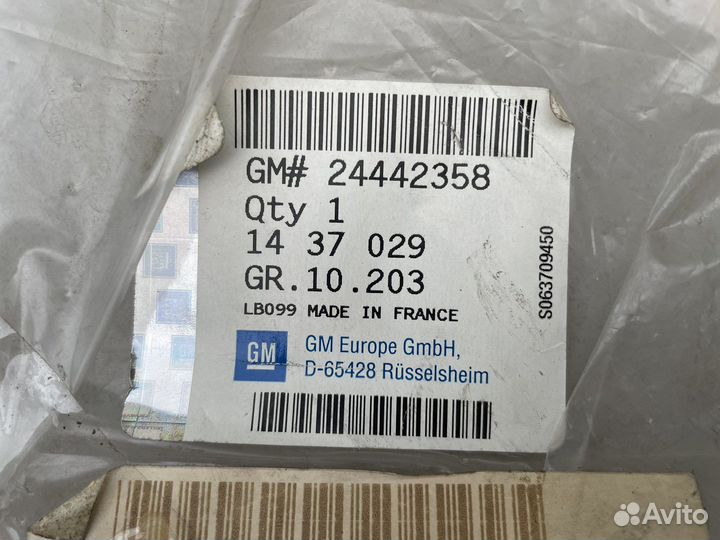 GM# 24442358
Qty 1
14 37 029
GR.10.203
LB099 MADE IN FRANCE
GM
GM Europe GmbH,
D-65428 Rüsselsheim
S063709450
Avito